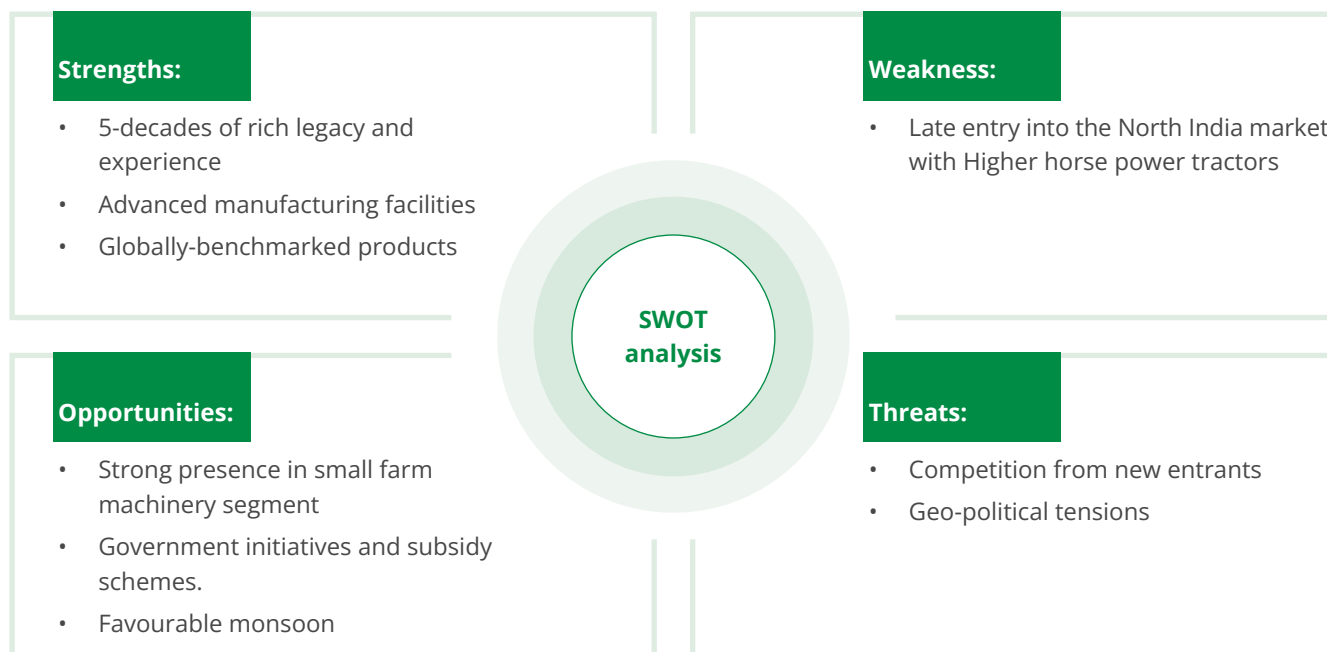 Strengths:
• 5-decades of rich legacy and
experience
• Advanced manufacturing facilities
• Globally-benchmarked products
Weakness:
• Late entry into the North India market
with Higher horse power tractors
SWOT
analysis
Opportunities:
• Strong presence in small farm
machinery segment
• Government initiatives and subsidy
schemes.
• Favourable monsoon
Threats:
• Competition from new entrants
• Geo-political tensions